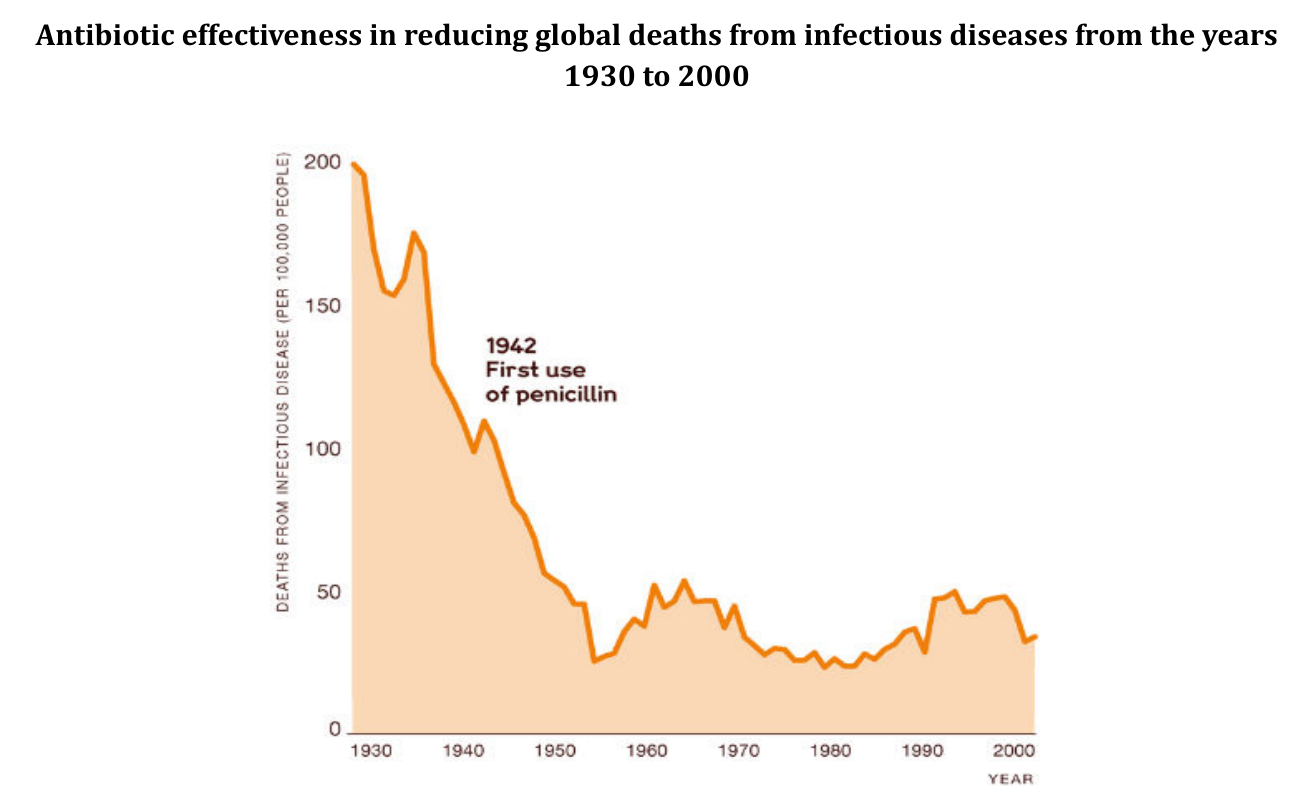 Antibiotic effectiveness in reducing global deaths from infectious diseases from the years
1930 to 2000
DEATHS FROM INFECTIOUS DISEASE (PER 100,000 PEOPLE)
200
150
100
50
0
1942
First use
of penicillin
1930 1940 1950 1960 1970 1980 1990 2000
YEAR